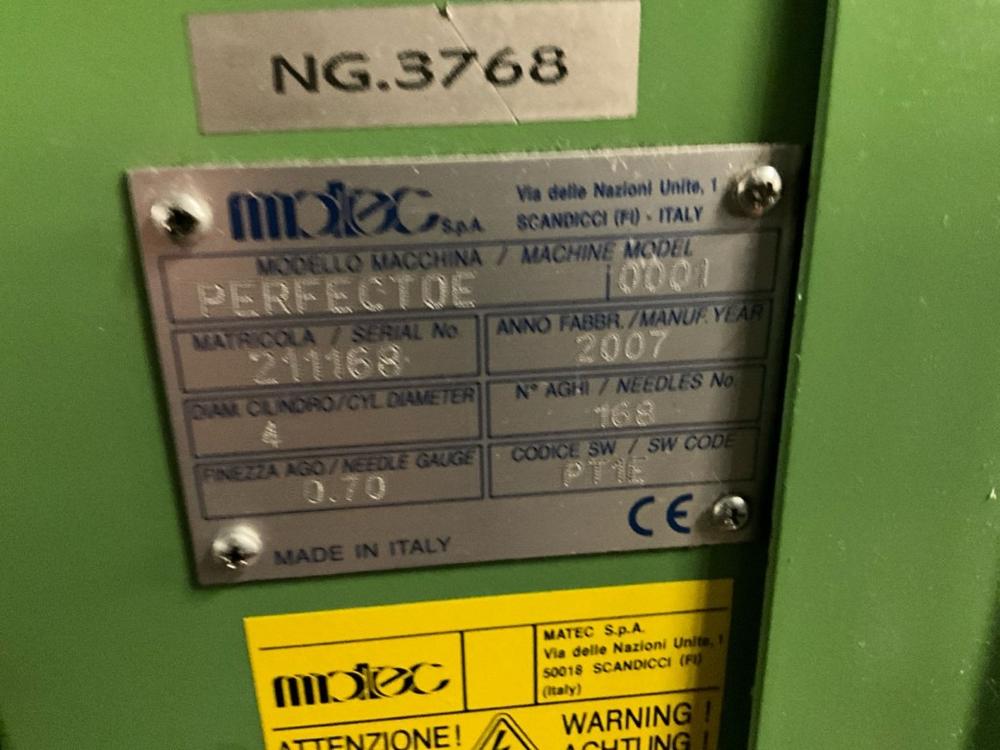 NG.3768
matec S.p.A.
Via delle Nazioni Unite, 1
SCANDICCI (FI) - ITALY
MODELLO MACCHINA / MACHINE MODEL
PERFECTOE 0001
MATRICOLA / SERIAL No
211168
ANNO FABBR./MANUF. YEAR
2007
DIAM. CILINDRO/CYL. DIAMETER
4
N° AGHI / NEEDLES No
168
FINEZZA AGO / NEEDLE GAUGE
0.70
CODICE SW / SW CODE
PT1E
CE
MADE IN ITALY
matec
MATEC S.p.A.
Via delle Nazioni Unite, 1
50018 SCANDICCI (FI)
(Italy)
ATTENZIONE!
WARNING !
ACHTUNG !